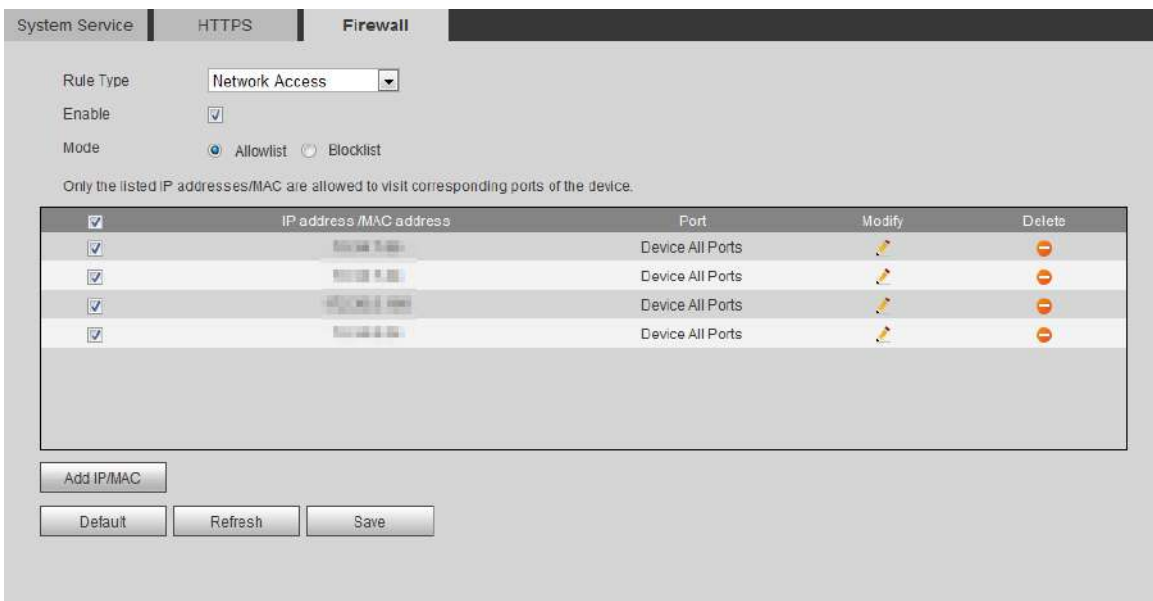 System Service HTTPS Firewall
Rule Type Network Access
Enable
Mode Allowlist Blocklist
Only the listed IP addresses/MAC are allowed to visit corresponding ports of the device.
IP address /MAC address Port Modify Delete
Device All Ports
Device All Ports
Device All Ports
Device All Ports
Add IP/MAC
Default Refresh Save